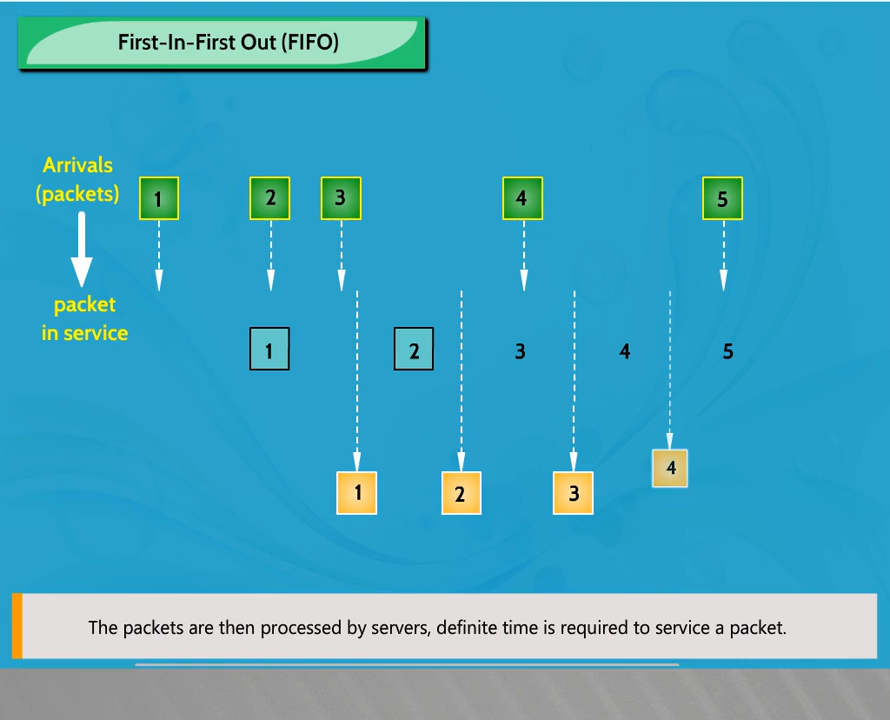 First-In-First Out (FIFO)
Arrivals
(packets)
1 2 3 4 5
packet
in service
1 2 3 4 5
1 2 3 4
The packets are then processed by servers, definite time is required to service a packet.